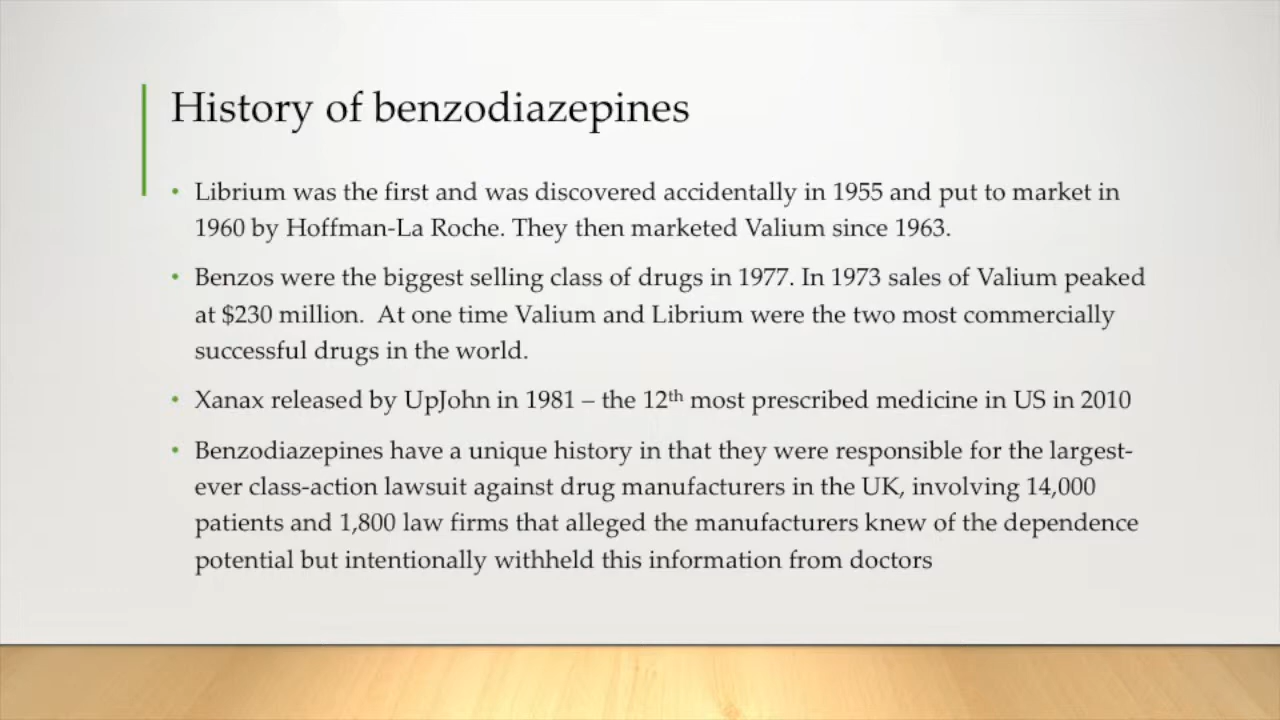 History of benzodiazepines
• Librium was the first and was discovered accidentally in 1955 and put to market in
1960 by Hoffman-La Roche. They then marketed Valium since 1963.
• Benzos were the biggest selling class of drugs in 1977. In 1973 sales of Valium peaked
at $230 million.  At one time Valium and Librium were the two most commercially
successful drugs in the world.
• Xanax released by UpJohn in 1981 – the 12th most prescribed medicine in US in 2010
• Benzodiazepines have a unique history in that they were responsible for the largest-
ever class-action lawsuit against drug manufacturers in the UK, involving 14,000
patients and 1,800 law firms that alleged the manufacturers knew of the dependence
potential but intentionally withheld this information from doctors